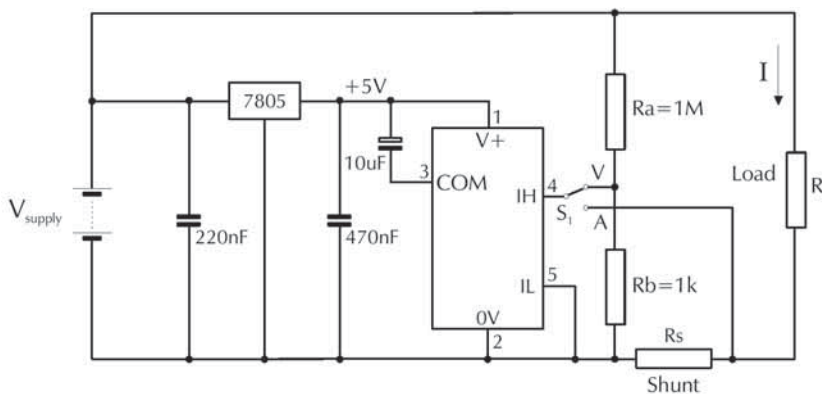 I
7805
+5V
1
V+
Ra=1M
10uF
3
COM
IH
4
V
S1
A
Load
R
Vsupply
220nF
470nF
IL
5
Rb=1k
0V
2
Rs
Shunt